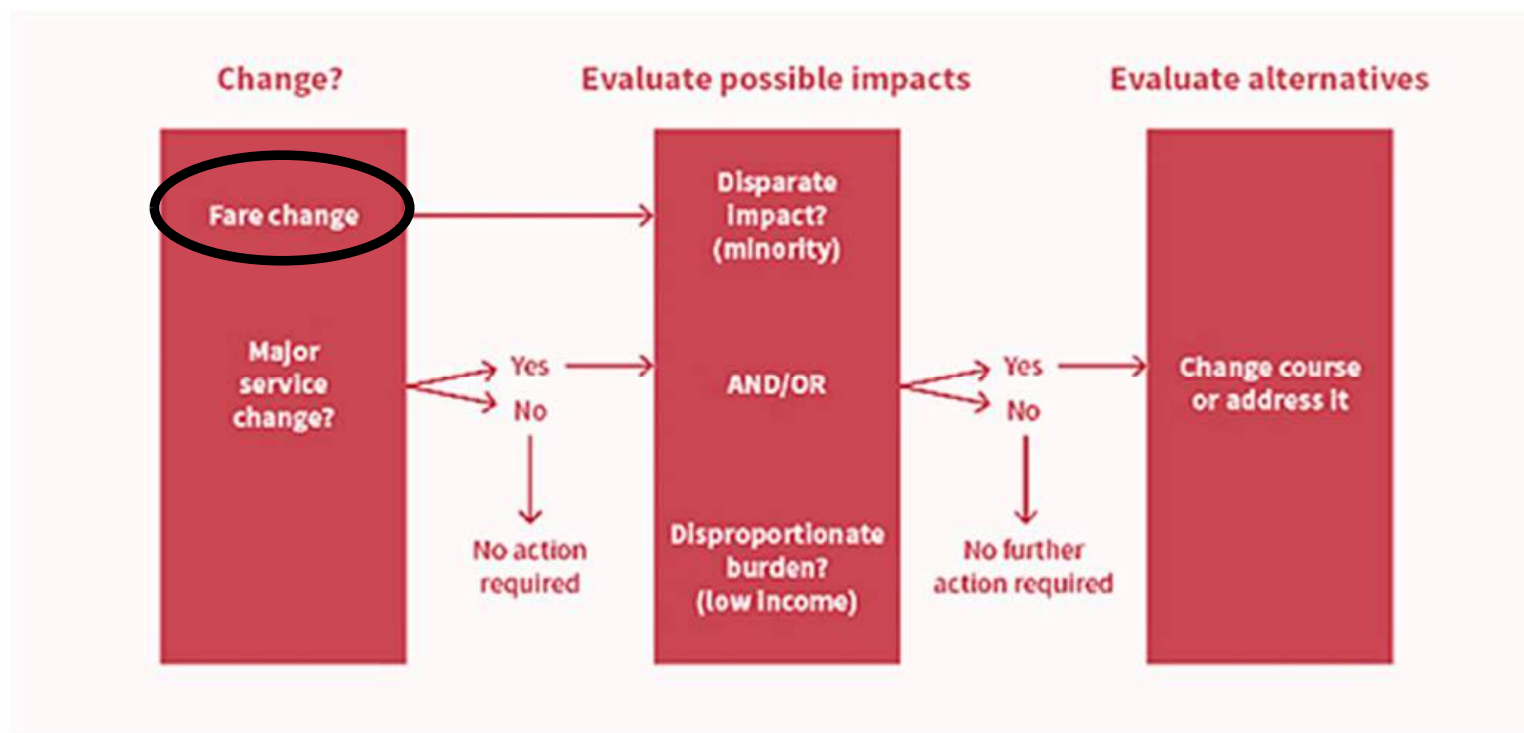 Change?
Evaluate possible impacts
Evaluate alternatives
Fare change
Major
service
change?
Yes
No
No action
required
Disparate
impact?
(minority)
AND/OR
Disproportionate
burden?
(low income)
Yes
No
No further
action required
Change course
or address it